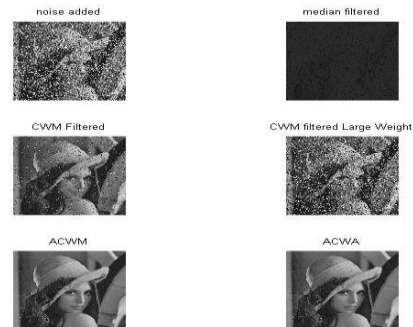 noise added
median filtered
CWM Filtered
CWM filtered Large Weight
ACWM
ACWA